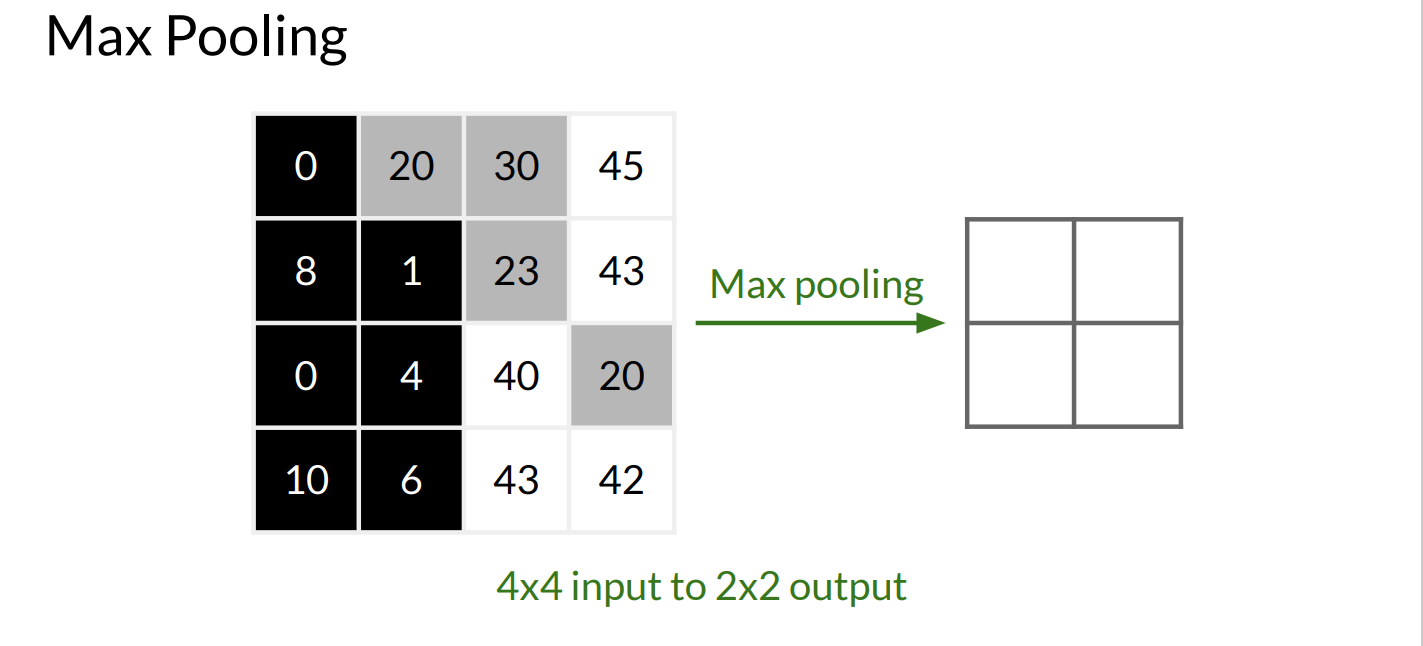 Max Pooling
0 20 30 45
8 1 23 43
Max pooling
0 4 40 20
10 6 43 42
4x4 input to 2x2 output